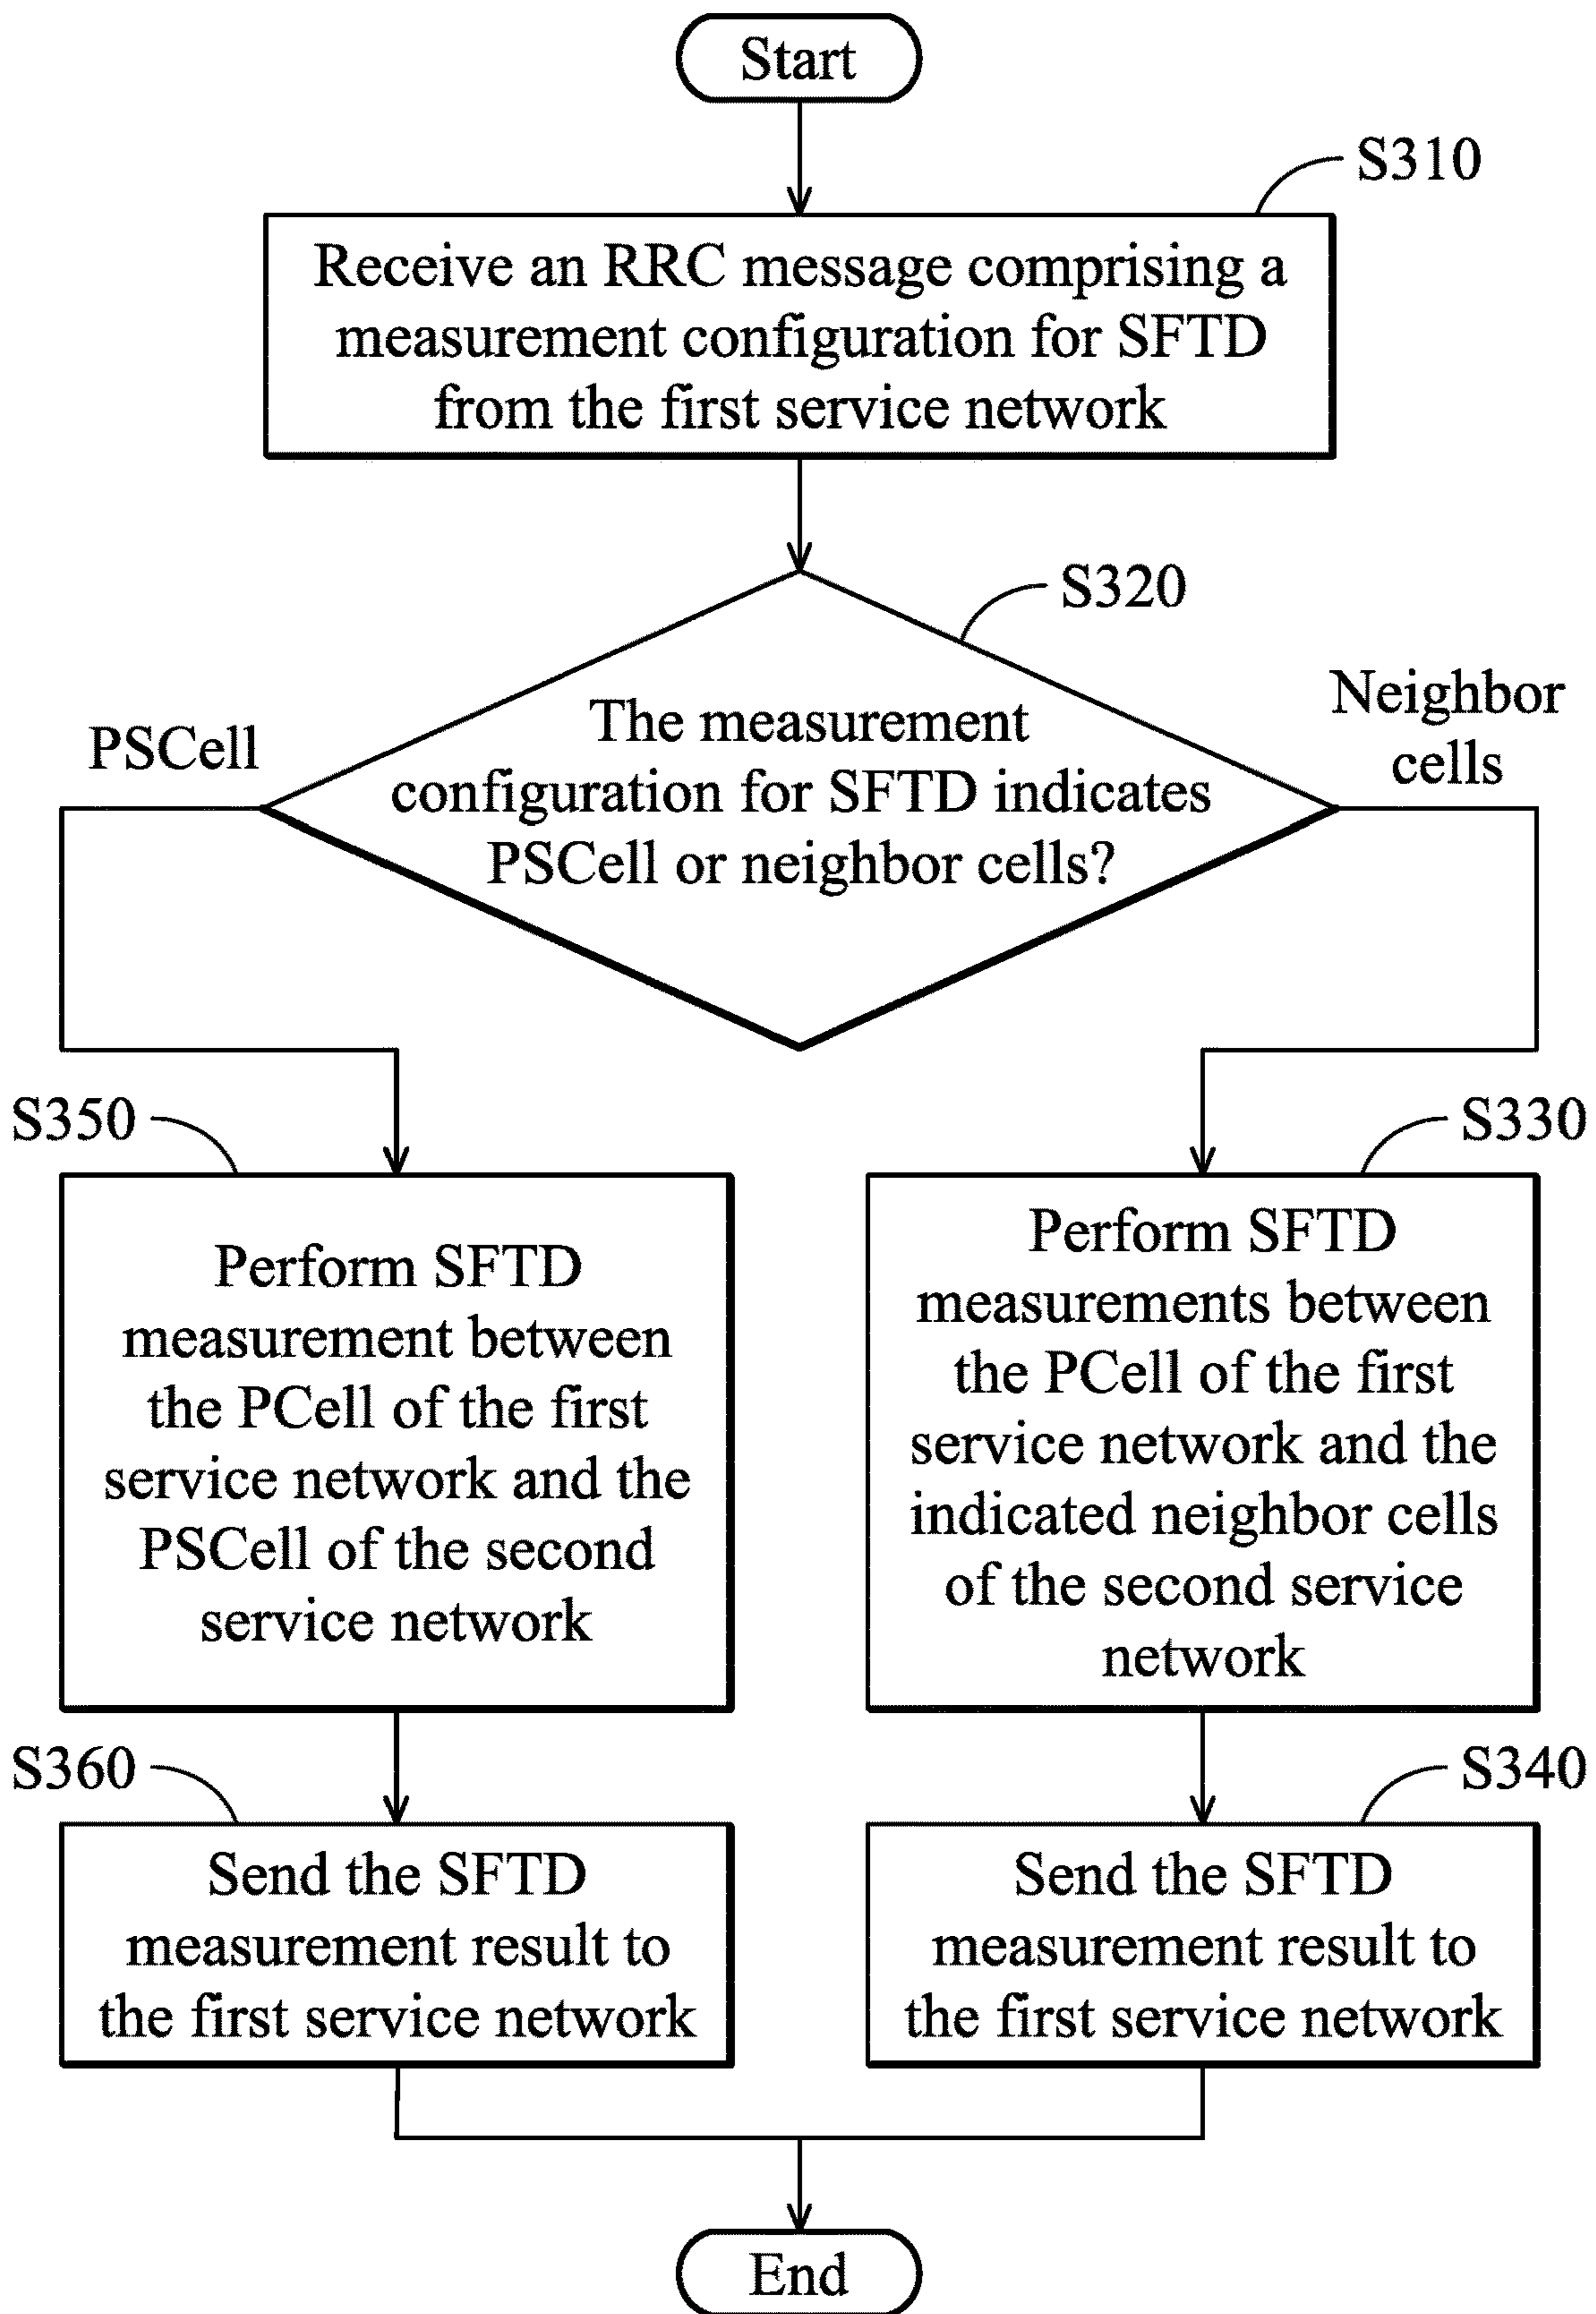 Start
S310
Receive an RRC message comprising a
measurement configuration for SFTD
from the first service network
S320
The measurement
configuration for SFTD indicates
PSCell or neighbor cells?
PSCell
Neighbor
cells
S350
Perform SFTD
measurement between
the PCell of the first
service network and the
PSCell of the second
service network
S330
Perform SFTD
measurements between
the PCell of the first
service network and the
indicated neighbor cells
of the second service
network
S360
Send the SFTD
measurement result to
the first service network
S340
Send the SFTD
measurement result to
the first service network
End